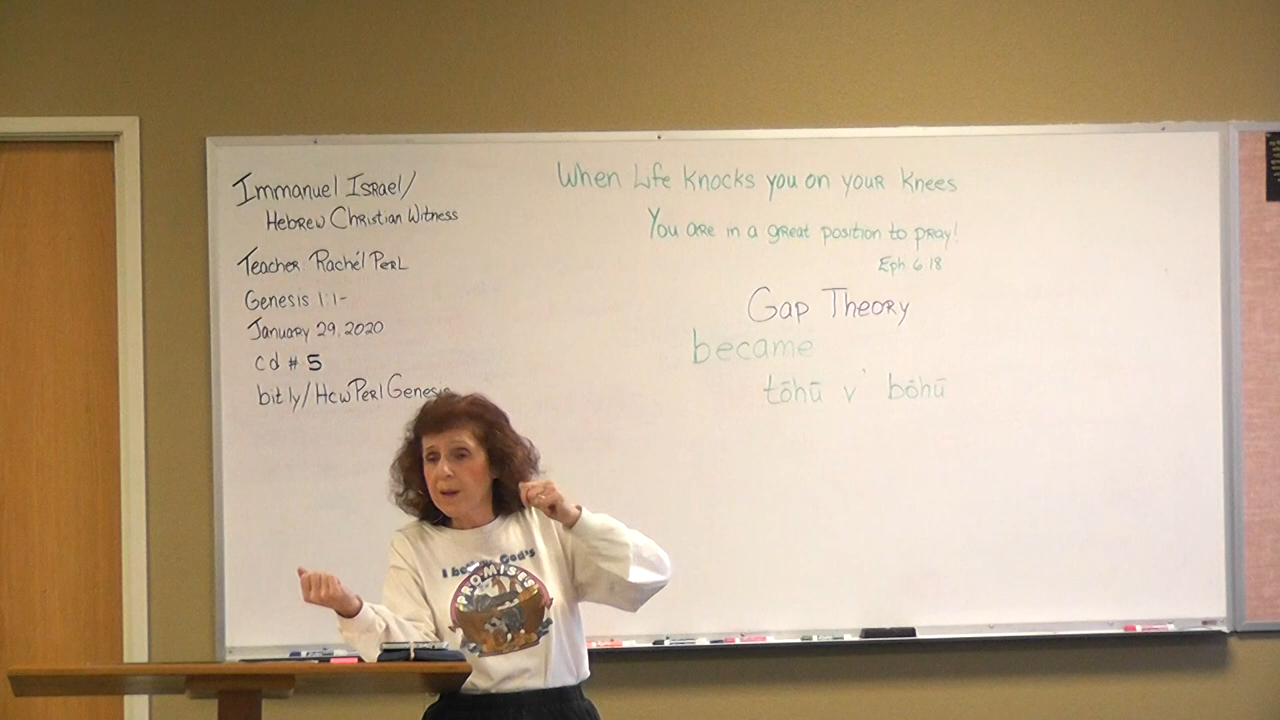 Immanuel Israel/
Hebrew Christian Witness
Teacher: Rachél Perl
Genesis 1:1-
January 29, 2020
cd # 5
bit.ly/HcwPerlGenesis
When Life Knocks you on your Knees
You are in a great position to pray!
Eph 6:18
Gap Theory
became
tōhū v' bōhū
I God's
PROMISES